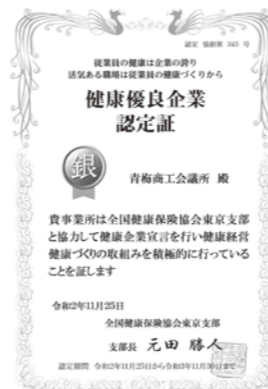 認定 協銀第 345 号
従業員の健康は企業の誇り
活気ある職場は従業員の健康づくりから
健康優良企業
認定証
銀
青梅商工会議所 殿
貴事業所は全国健康保険協会東京支部
と協力して健康企業宣言を行い健康経営
健康づくりの取組みを積極的に行っている
ことを証します
令和2年11月25日
全国健康保険協会東京支部
支部長 元田 勝人
認定期間 令和2年11月25日から令和3年11月30日まで